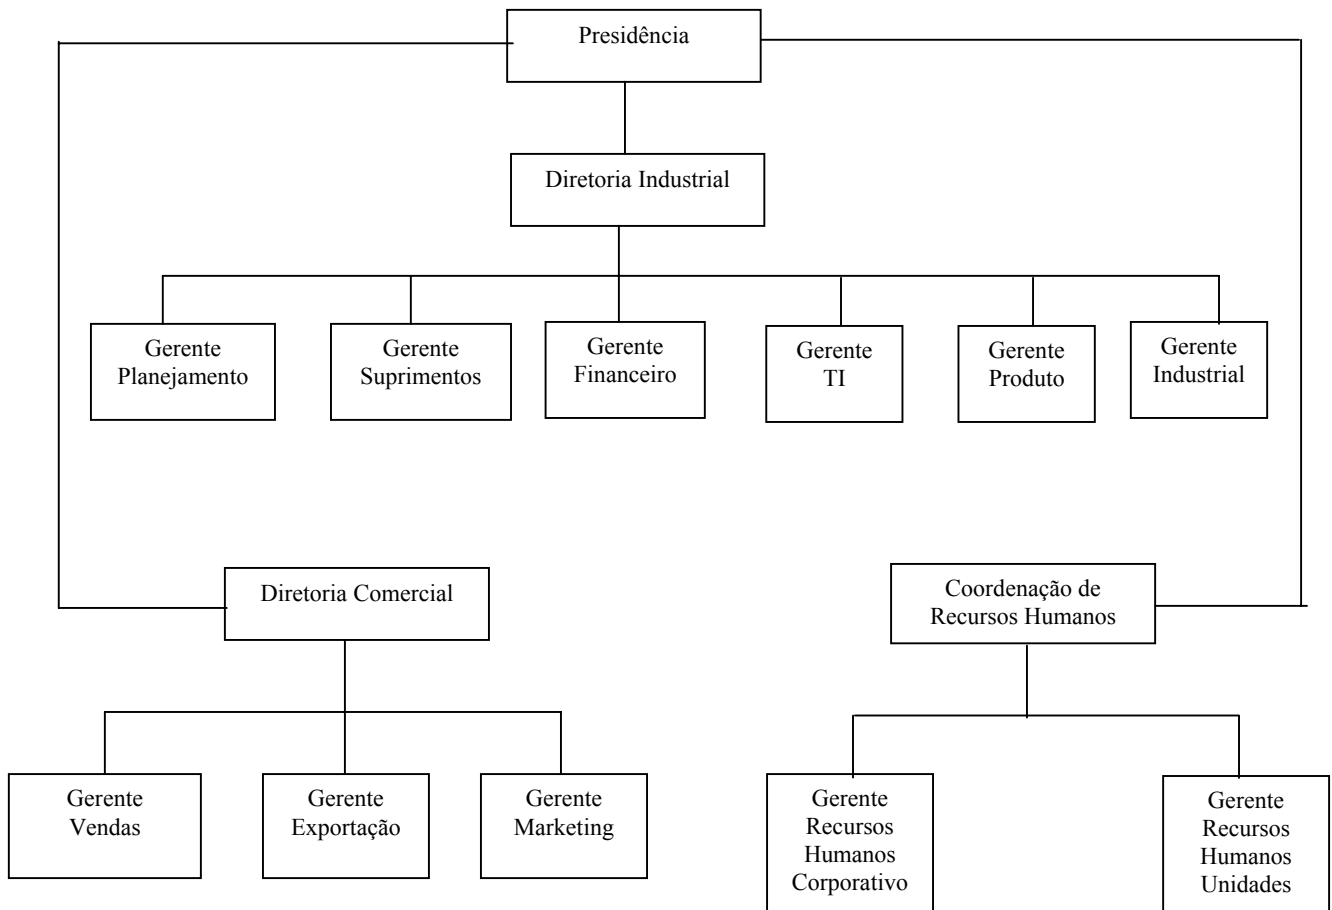 Presidência
Diretoria Industrial
Gerente
Planejamento
Gerente
Suprimentos
Gerente
Financeiro
Gerente
TI
Gerente
Produto
Gerente
Industrial
Diretoria Comercial
Coordenação de
Recursos Humanos
Gerente
Vendas
Gerente
Exportação
Gerente
Marketing
Gerente
Recursos
Humanos
Corporativo
Gerente
Recursos
Humanos
Unidades